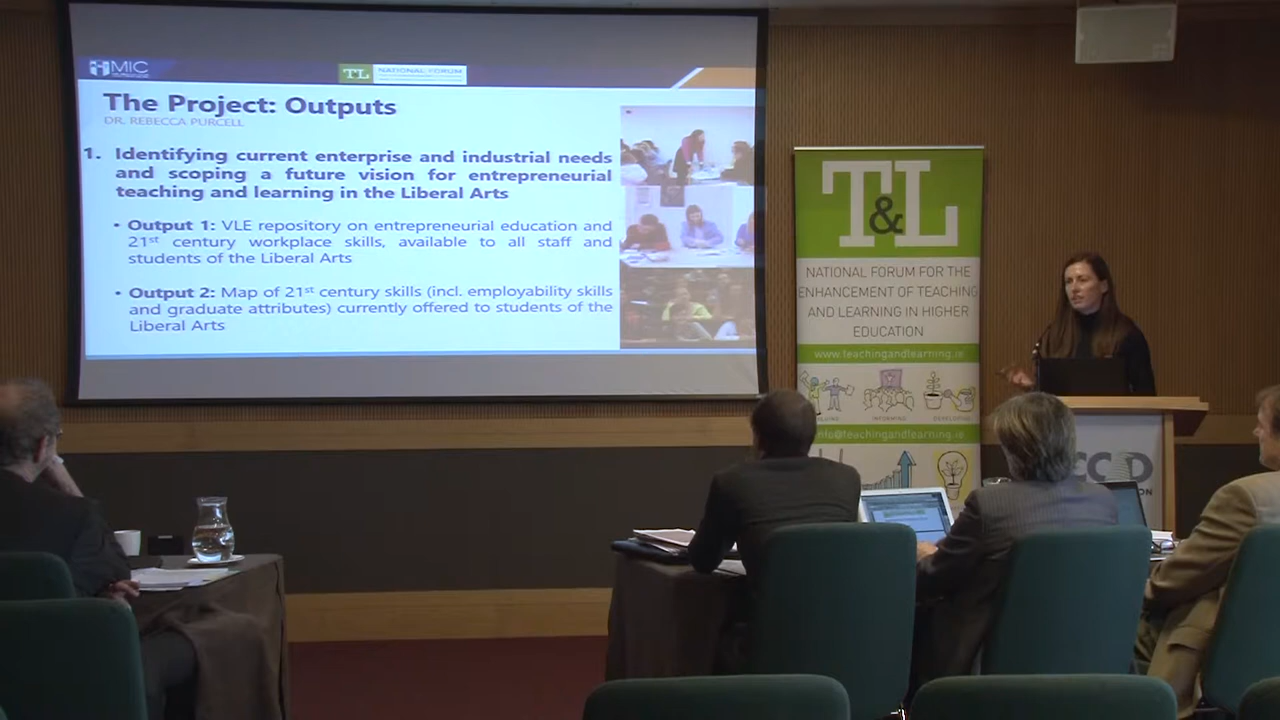 MIC
TL NATIONAL FORUM
The Project: Outputs
DR. REBECCA PURCELL
1. Identifying current enterprise and industrial needs
and scoping a future vision for entrepreneurial
teaching and learning in the Liberal Arts
• Output 1: VLE repository on entrepreneurial education and
21st century workplace skills, available to all staff and
students of the Liberal Arts
• Output 2: Map of 21st century skills (incl. employability skills
and graduate attributes) currently offered to students of the
Liberal Arts
T&L
NATIONAL FORUM FOR THE
ENHANCEMENT OF TEACHING
AND LEARNING IN HIGHER
EDUCATION
www.teachingandlearning.ie
INFORMING
info@teachingandlearning.ie